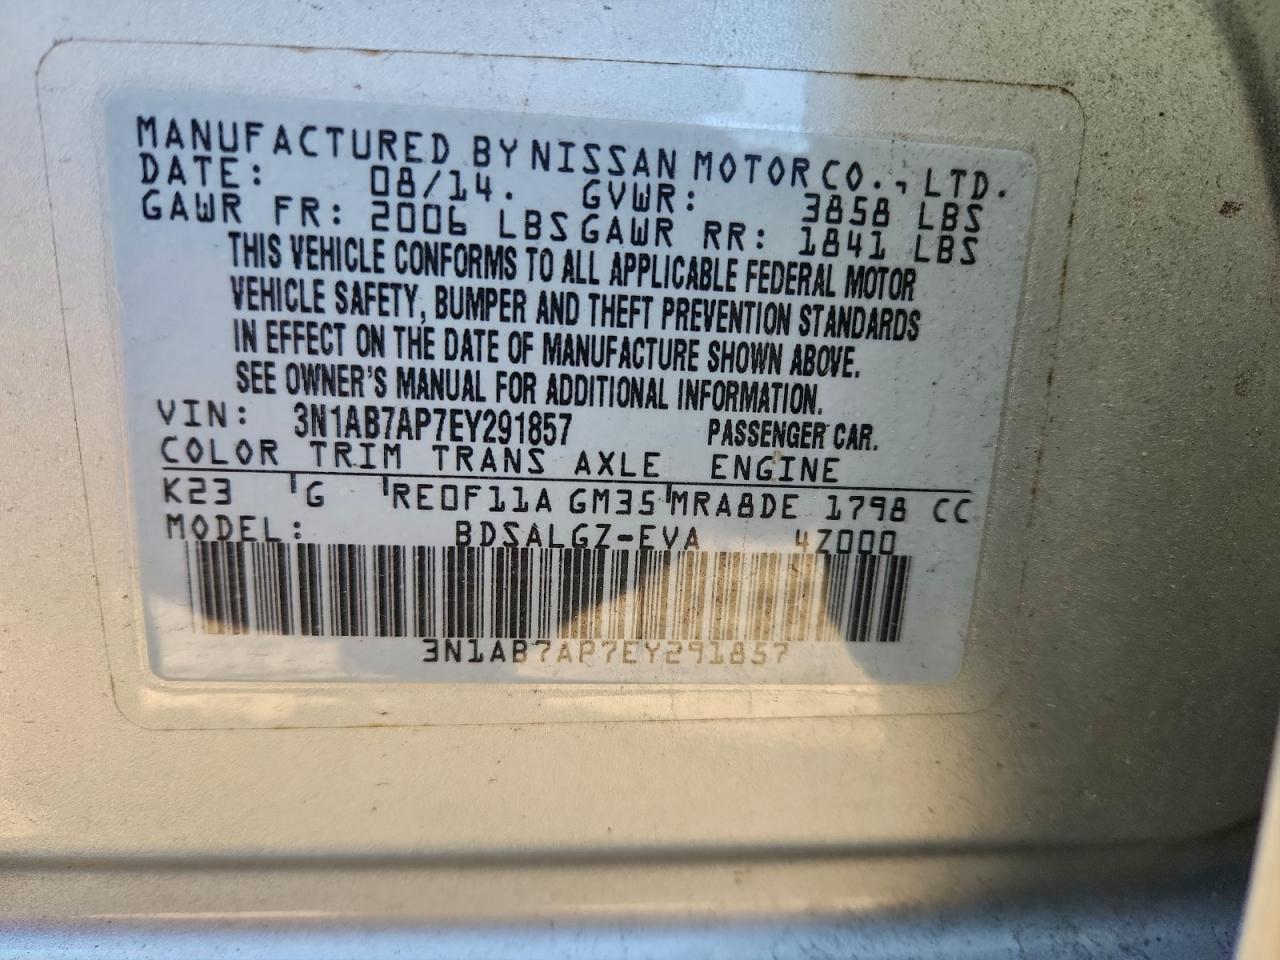 MANUFACTURED BY NISSAN MOTOR CO., LTD.
DATE: 08/14. GVWR: 3858 LBS
GAWR FR: 2006 LBS GAWR RR: 1841 LBS
THIS VEHICLE CONFORMS TO ALL APPLICABLE FEDERAL MOTOR
VEHICLE SAFETY, BUMPER AND THEFT PREVENTION STANDARDS
IN EFFECT ON THE DATE OF MANUFACTURE SHOWN ABOVE.
SEE OWNER'S MANUAL FOR ADDITIONAL INFORMATION.
VIN: 3N1AB7AP7EY291857 PASSENGER CAR.
COLOR TRIM TRANS AXLE ENGINE
K23 G RE0F11A GM35 MRA8DE 1798 CC
MODEL: BDSALGZ-EVA 4Z000
3N1AB7AP7EY291857